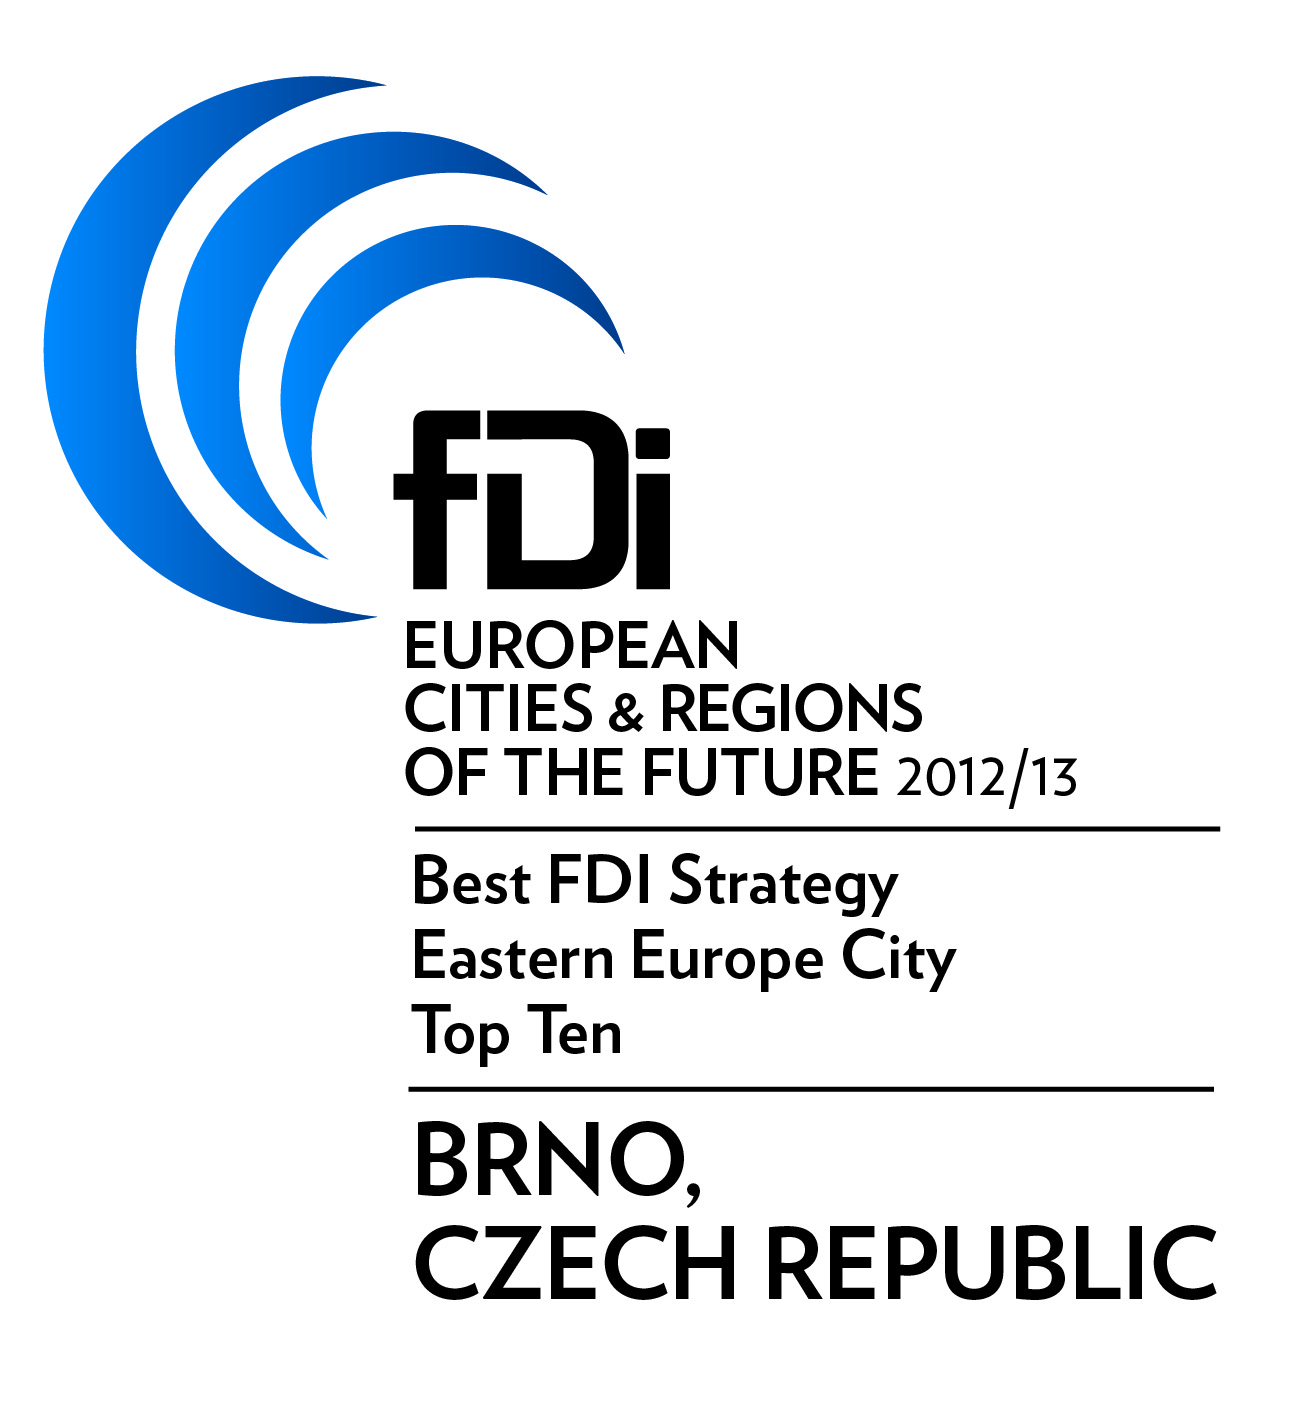 fDi
EUROPEAN
CITIES & REGIONS
OF THE FUTURE 2012/13
Best FDI Strategy
Eastern Europe City
Top Ten
BRNO,
CZECH REPUBLIC